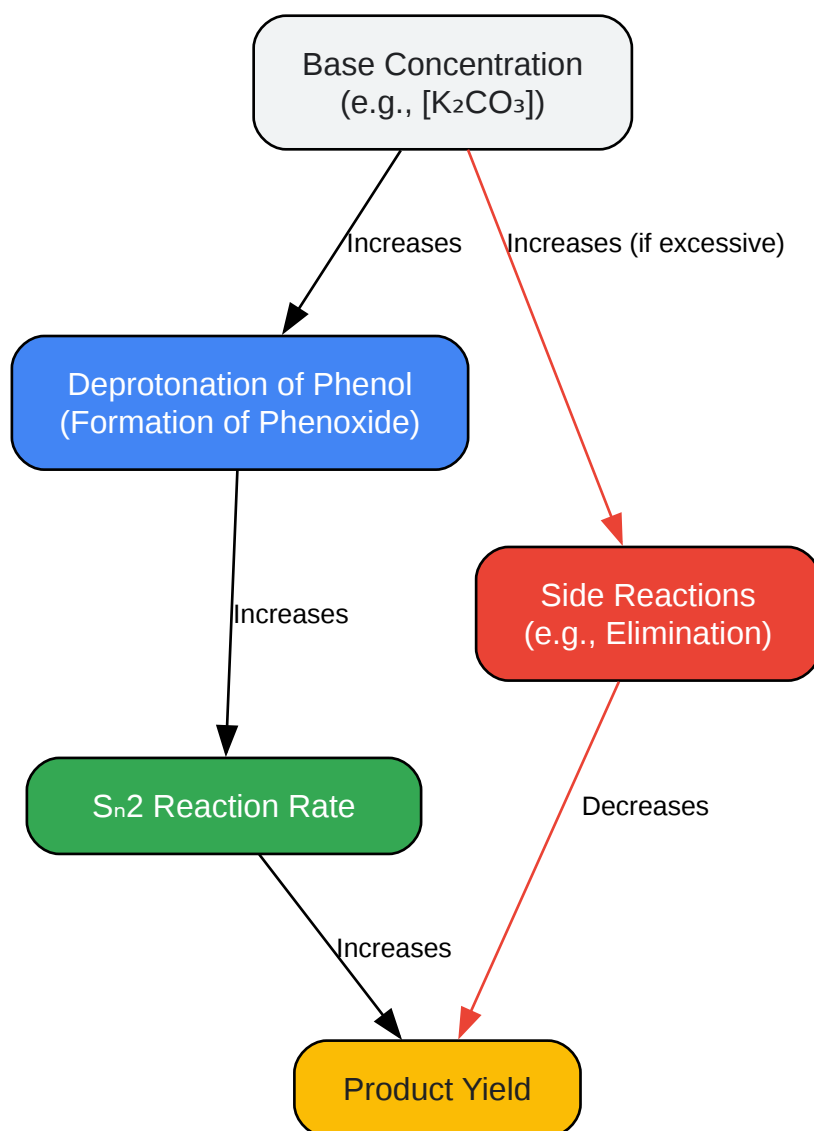 Base Concentration
(e.g., [K₂CO₃])
Increases
Increases (if excessive)
Deprotonation of Phenol
(Formation of Phenoxide)
Increases
Side Reactions
(e.g., Elimination)
Sₙ2 Reaction Rate
Decreases
Increases
Product Yield